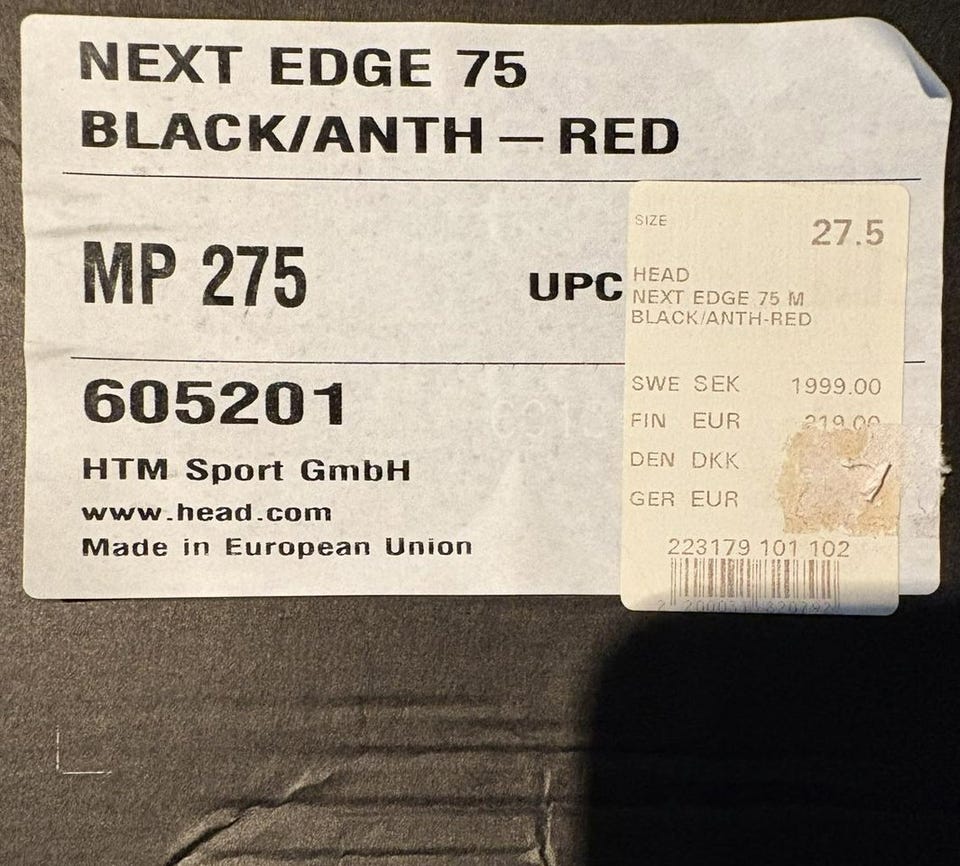 NEXT EDGE 75
BLACK/ANTH — RED
MP 275
UPC
605201
HTM Sport GmbH
www.head.com
Made in European Union
SIZE
27.5
HEAD
NEXT EDGE 75 M
BLACK/ANTH-RED
SWE SEK 1999.00
FIN EUR 219.00
DEN DKK
GER EUR
223179 101 102